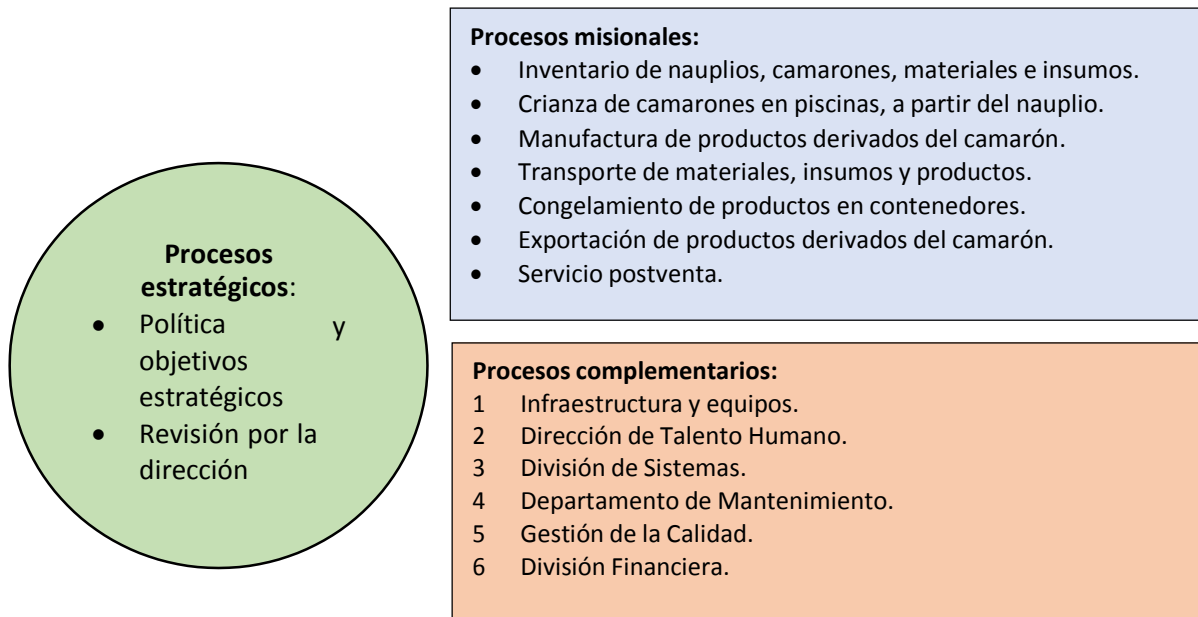 Procesos
estratégicos:
• Política y
objetivos
estratégicos
• Revisión por la
dirección
Procesos misionales:
• Inventario de nauplios, camarones, materiales e insumos.
• Crianza de camarones en piscinas, a partir del nauplio.
• Manufactura de productos derivados del camarón.
• Transporte de materiales, insumos y productos.
• Congelamiento de productos en contenedores.
• Exportación de productos derivados del camarón.
• Servicio postventa.
Procesos complementarios:
1 Infraestructura y equipos.
2 Dirección de Talento Humano.
3 División de Sistemas.
4 Departamento de Mantenimiento.
5 Gestión de la Calidad.
6 División Financiera.